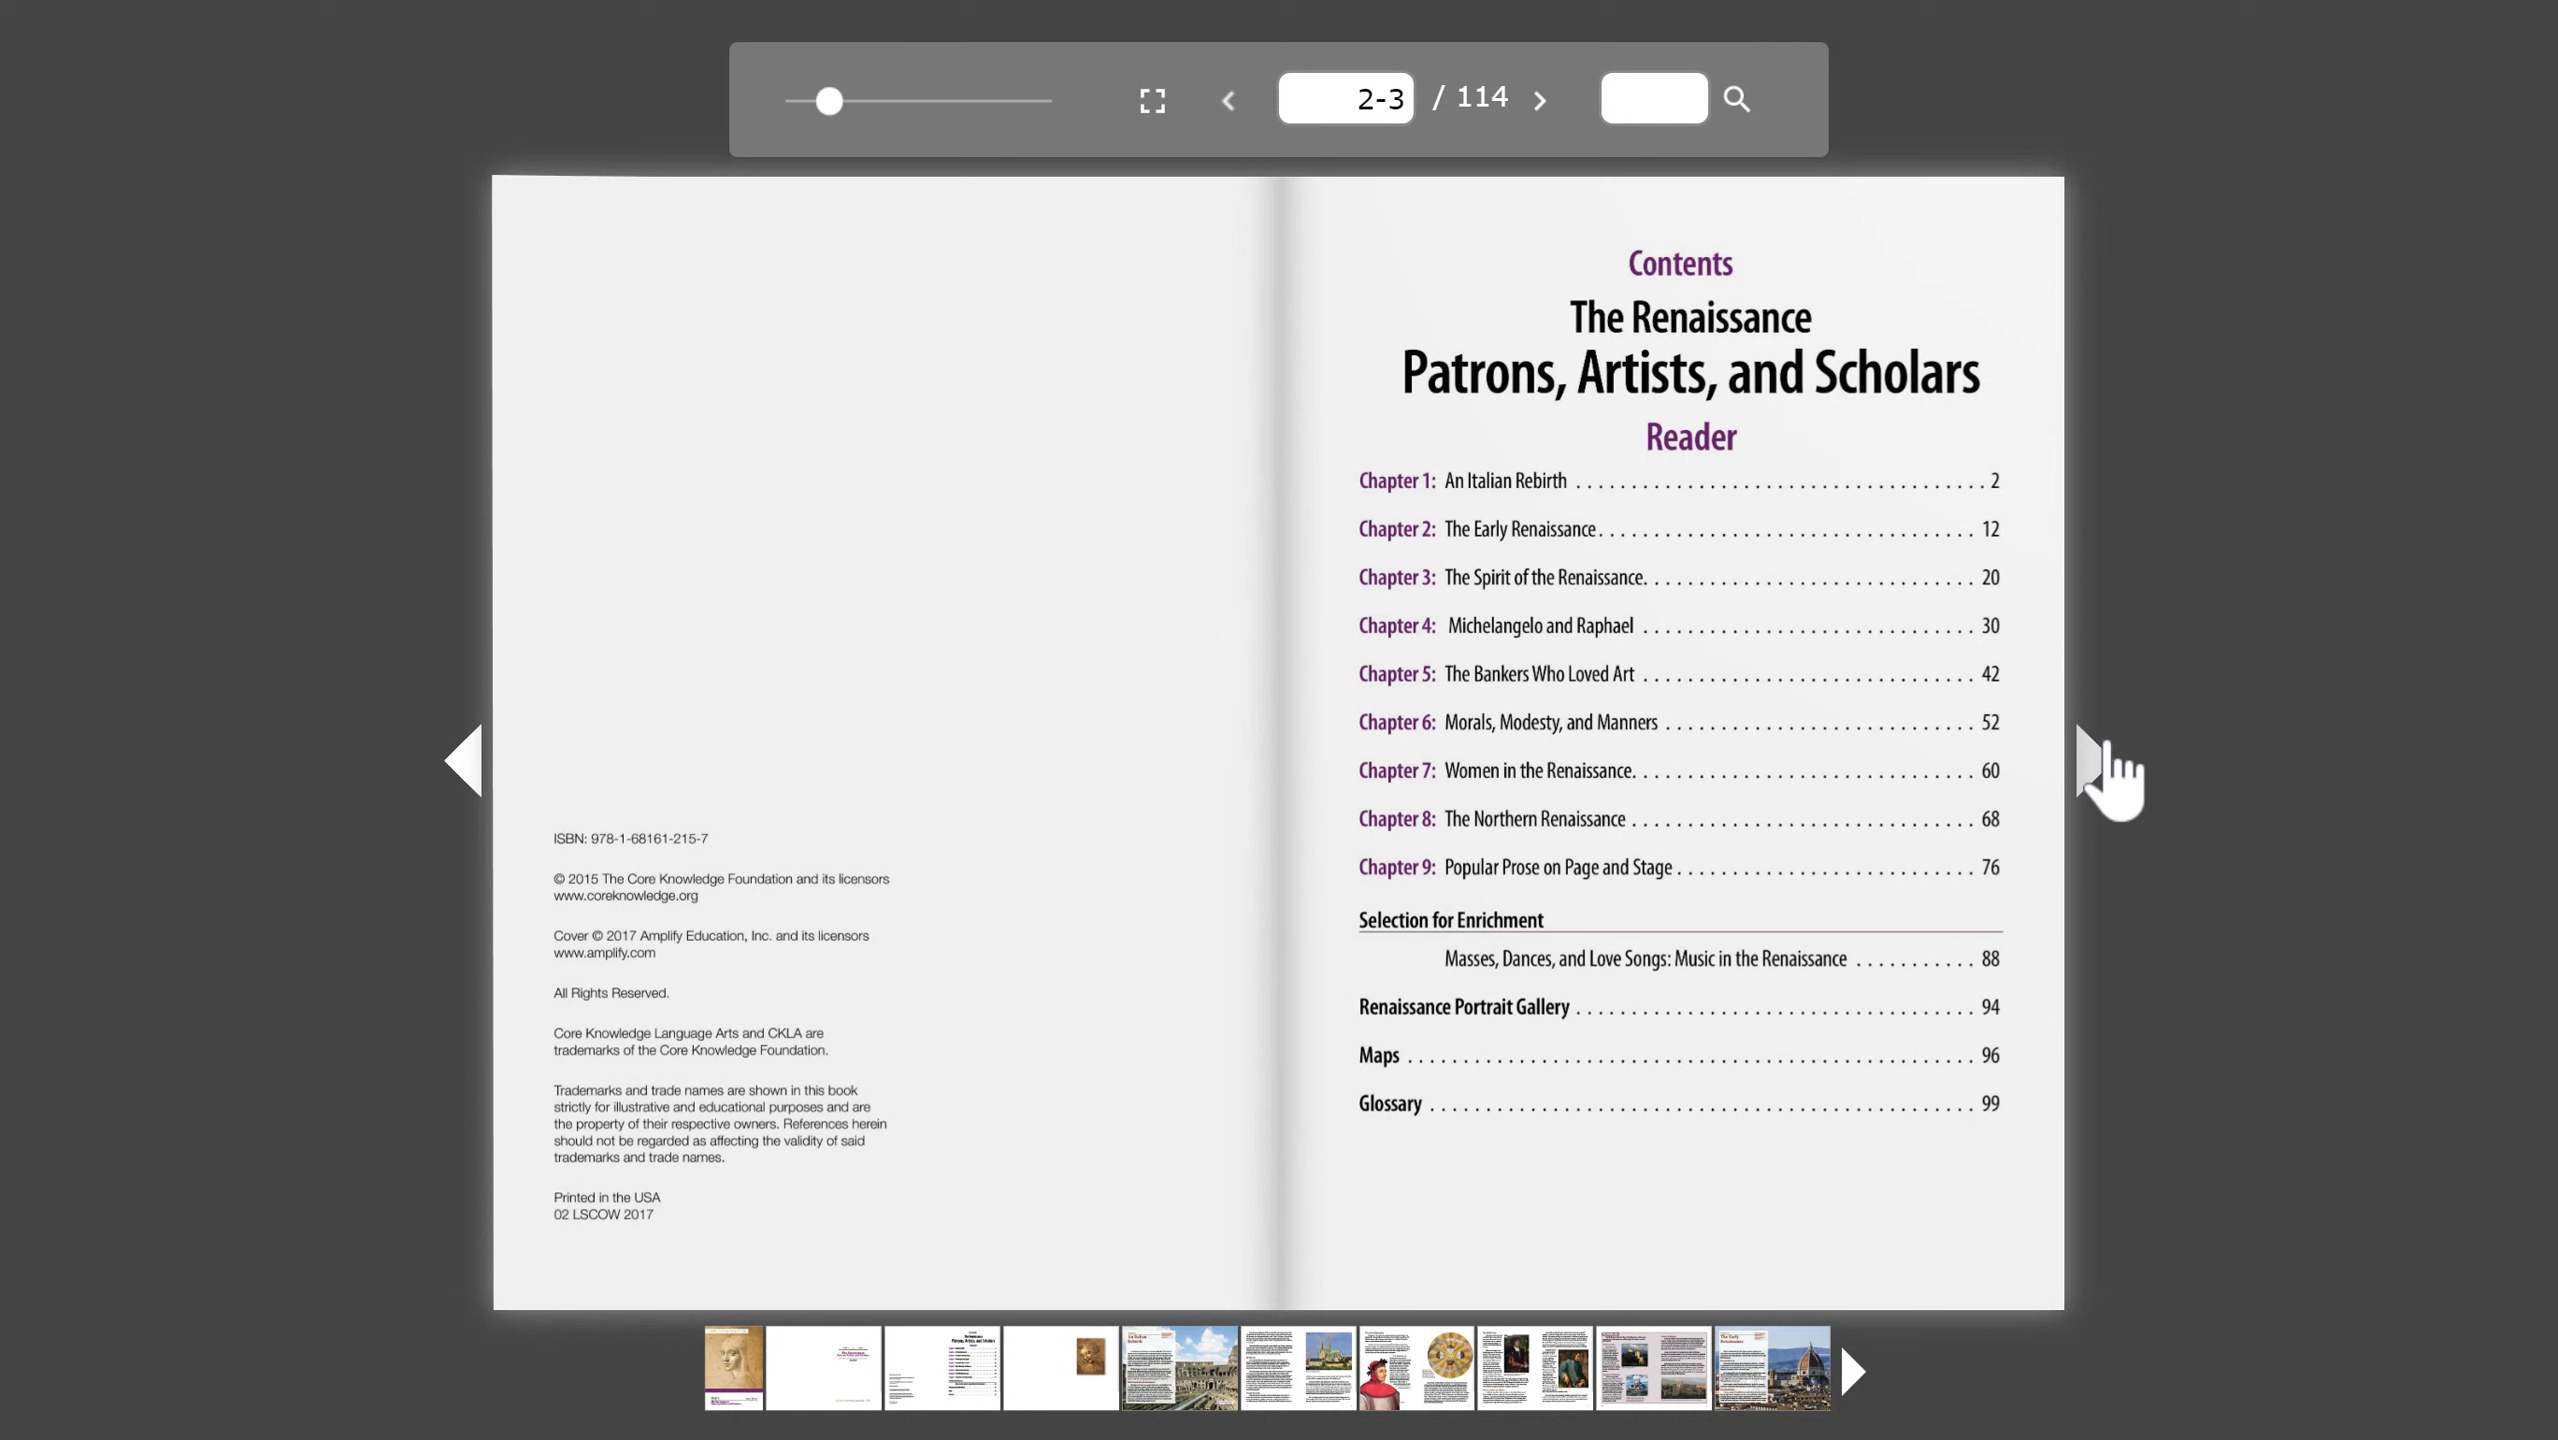 2-3 / 114
ISBN: 978-1-68161-215-7
© 2015 The Core Knowledge Foundation and its licensors
www.coreknowledge.org
Cover © 2017 Amplify Education, Inc. and its licensors
www.amplify.com
All Rights Reserved.
Core Knowledge Language Arts and CKLA are
trademarks of the Core Knowledge Foundation.
Trademarks and trade names are shown in this book
strictly for illustrative and educational purposes and are
the property of their respective owners. References herein
should not be regarded as affecting the validity of said
trademarks and trade names.
Printed in the USA
02 LSCOW 2017
Contents
The Renaissance
Patrons, Artists, and Scholars
Reader
Chapter 1: An Italian Rebirth . . . . . . . . . . . . . . . . . . . . . . . . . . . . . . . . . . . . . 2
Chapter 2: The Early Renaissance . . . . . . . . . . . . . . . . . . . . . . . . . . . . . . . . . . 12
Chapter 3: The Spirit of the Renaissance. . . . . . . . . . . . . . . . . . . . . . . . . . . . . . 20
Chapter 4: Michelangelo and Raphael . . . . . . . . . . . . . . . . . . . . . . . . . . . . . . 30
Chapter 5: The Bankers Who Loved Art . . . . . . . . . . . . . . . . . . . . . . . . . . . . . . 42
Chapter 6: Morals, Modesty, and Manners . . . . . . . . . . . . . . . . . . . . . . . . . . . . 52
Chapter 7: Women in the Renaissance. . . . . . . . . . . . . . . . . . . . . . . . . . . . . . . 60
Chapter 8: The Northern Renaissance . . . . . . . . . . . . . . . . . . . . . . . . . . . . . . . 68
Chapter 9: Popular Prose on Page and Stage . . . . . . . . . . . . . . . . . . . . . . . . . . . 76
Selection for Enrichment
Masses, Dances, and Love Songs: Music in the Renaissance . . . . . . . . . . . 88
Renaissance Portrait Gallery . . . . . . . . . . . . . . . . . . . . . . . . . . . . . . . . . . . . 94
Maps . . . . . . . . . . . . . . . . . . . . . . . . . . . . . . . . . . . . . . . . . . . . . . . . . . . 96
Glossary . . . . . . . . . . . . . . . . . . . . . . . . . . . . . . . . . . . . . . . . . . . . . . . . . 99